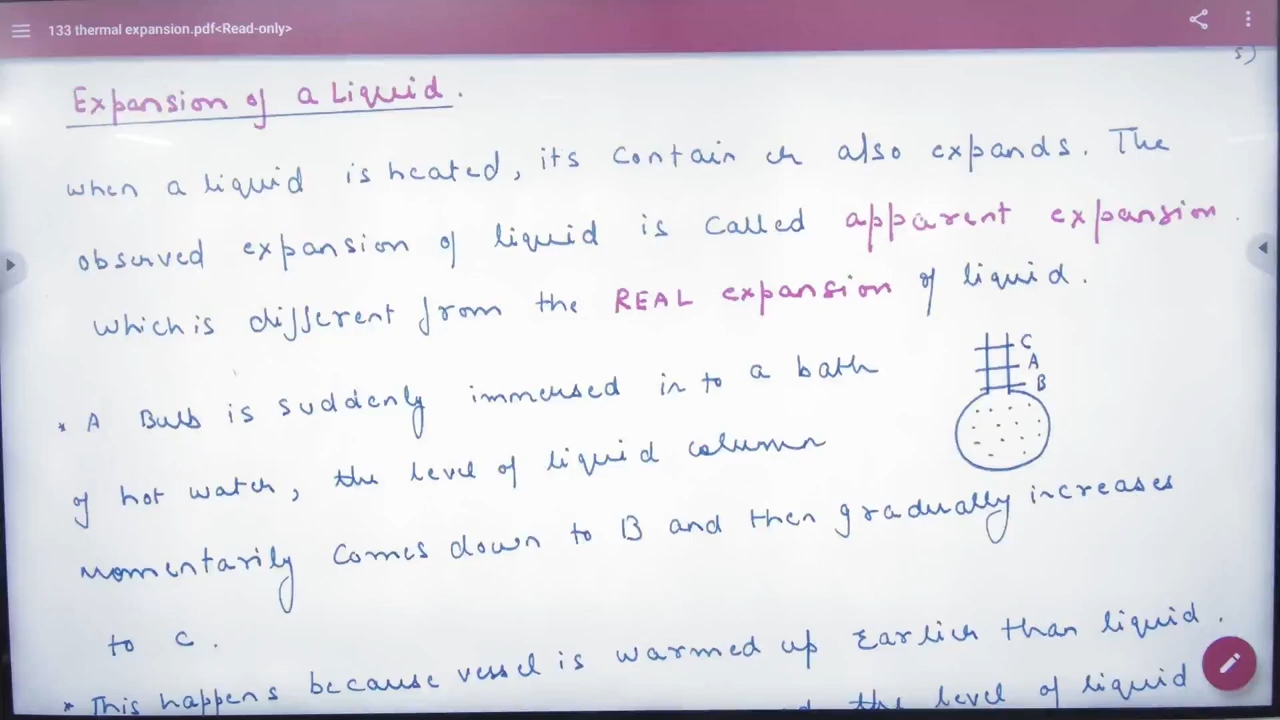 133 thermal expansion.pdf<Read-only>
5)
Expansion of a Liquid.
when a liquid is heated, its container also expands. The
observed expansion of liquid is called apparent expansion.
which is different from the REAL expansion of liquid.
C
A
B
* A Bulb is suddenly immersed in to a bath
of hot water, the level of liquid column
momentarily comes down to B and then gradually increases
to C.
* This happens because vessel is warmed up Earlier than liquid.
the level of liquid